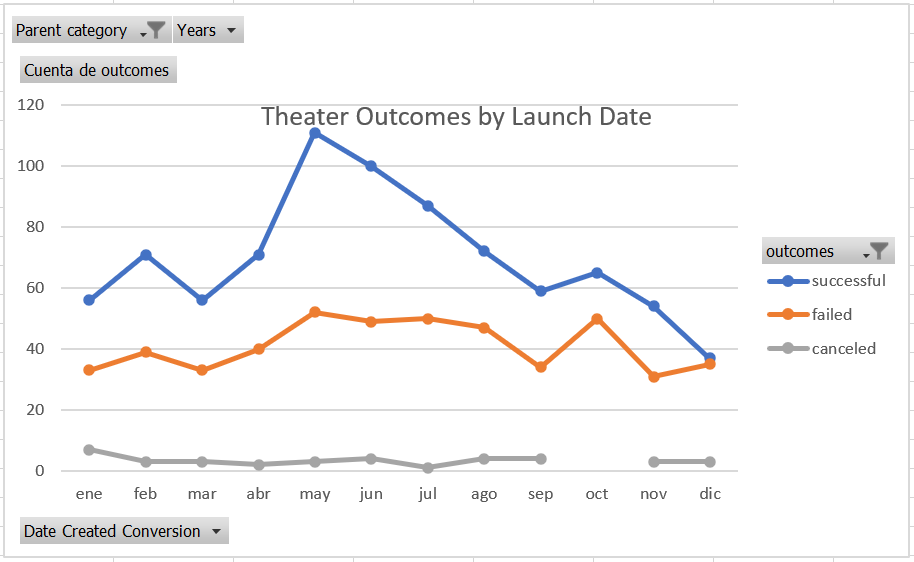 Parent category Years
Cuenta de outcomes
Theater Outcomes by Launch Date
120
100
80
60
40
20
0
ene feb mar abr may jun jul ago sep oct nov dic
outcomes
successful
failed
canceled
Date Created Conversion